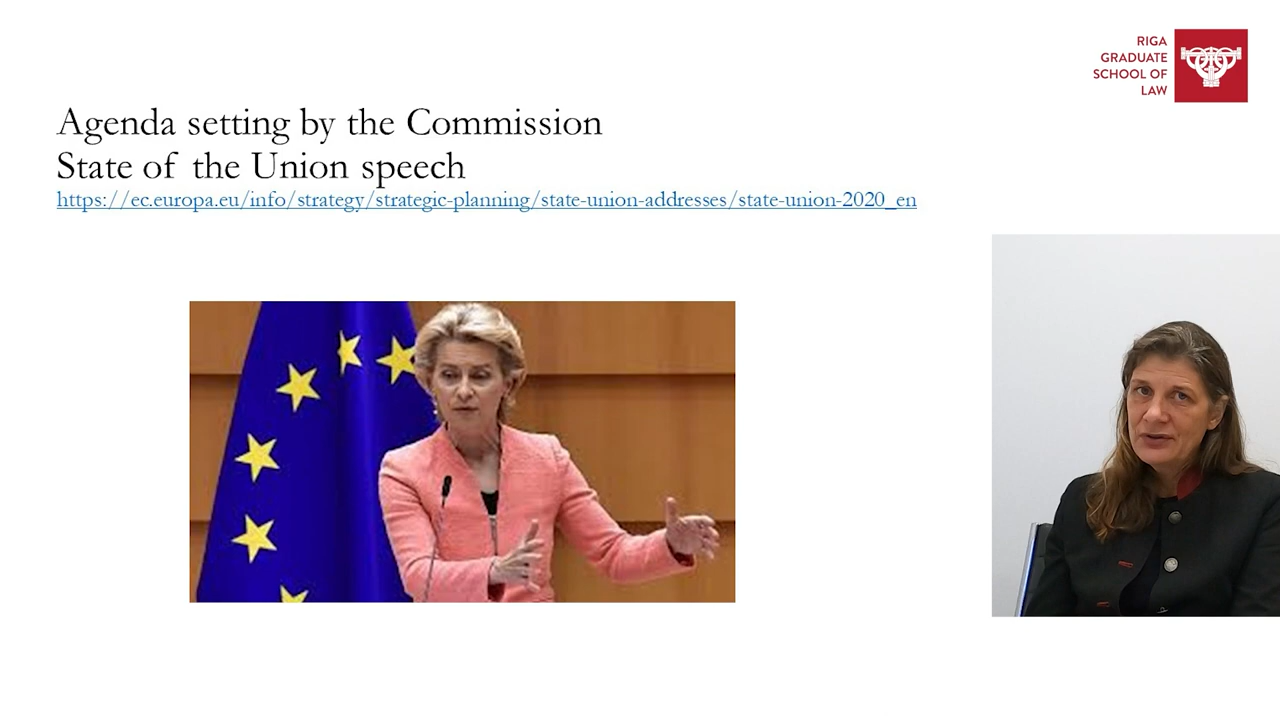 RIGA
GRADUATE
SCHOOL OF
LAW
Agenda setting by the Commission
State of the Union speech
https://ec.europa.eu/info/strategy/strategic-planning/state-union-addresses/state-union-2020_en